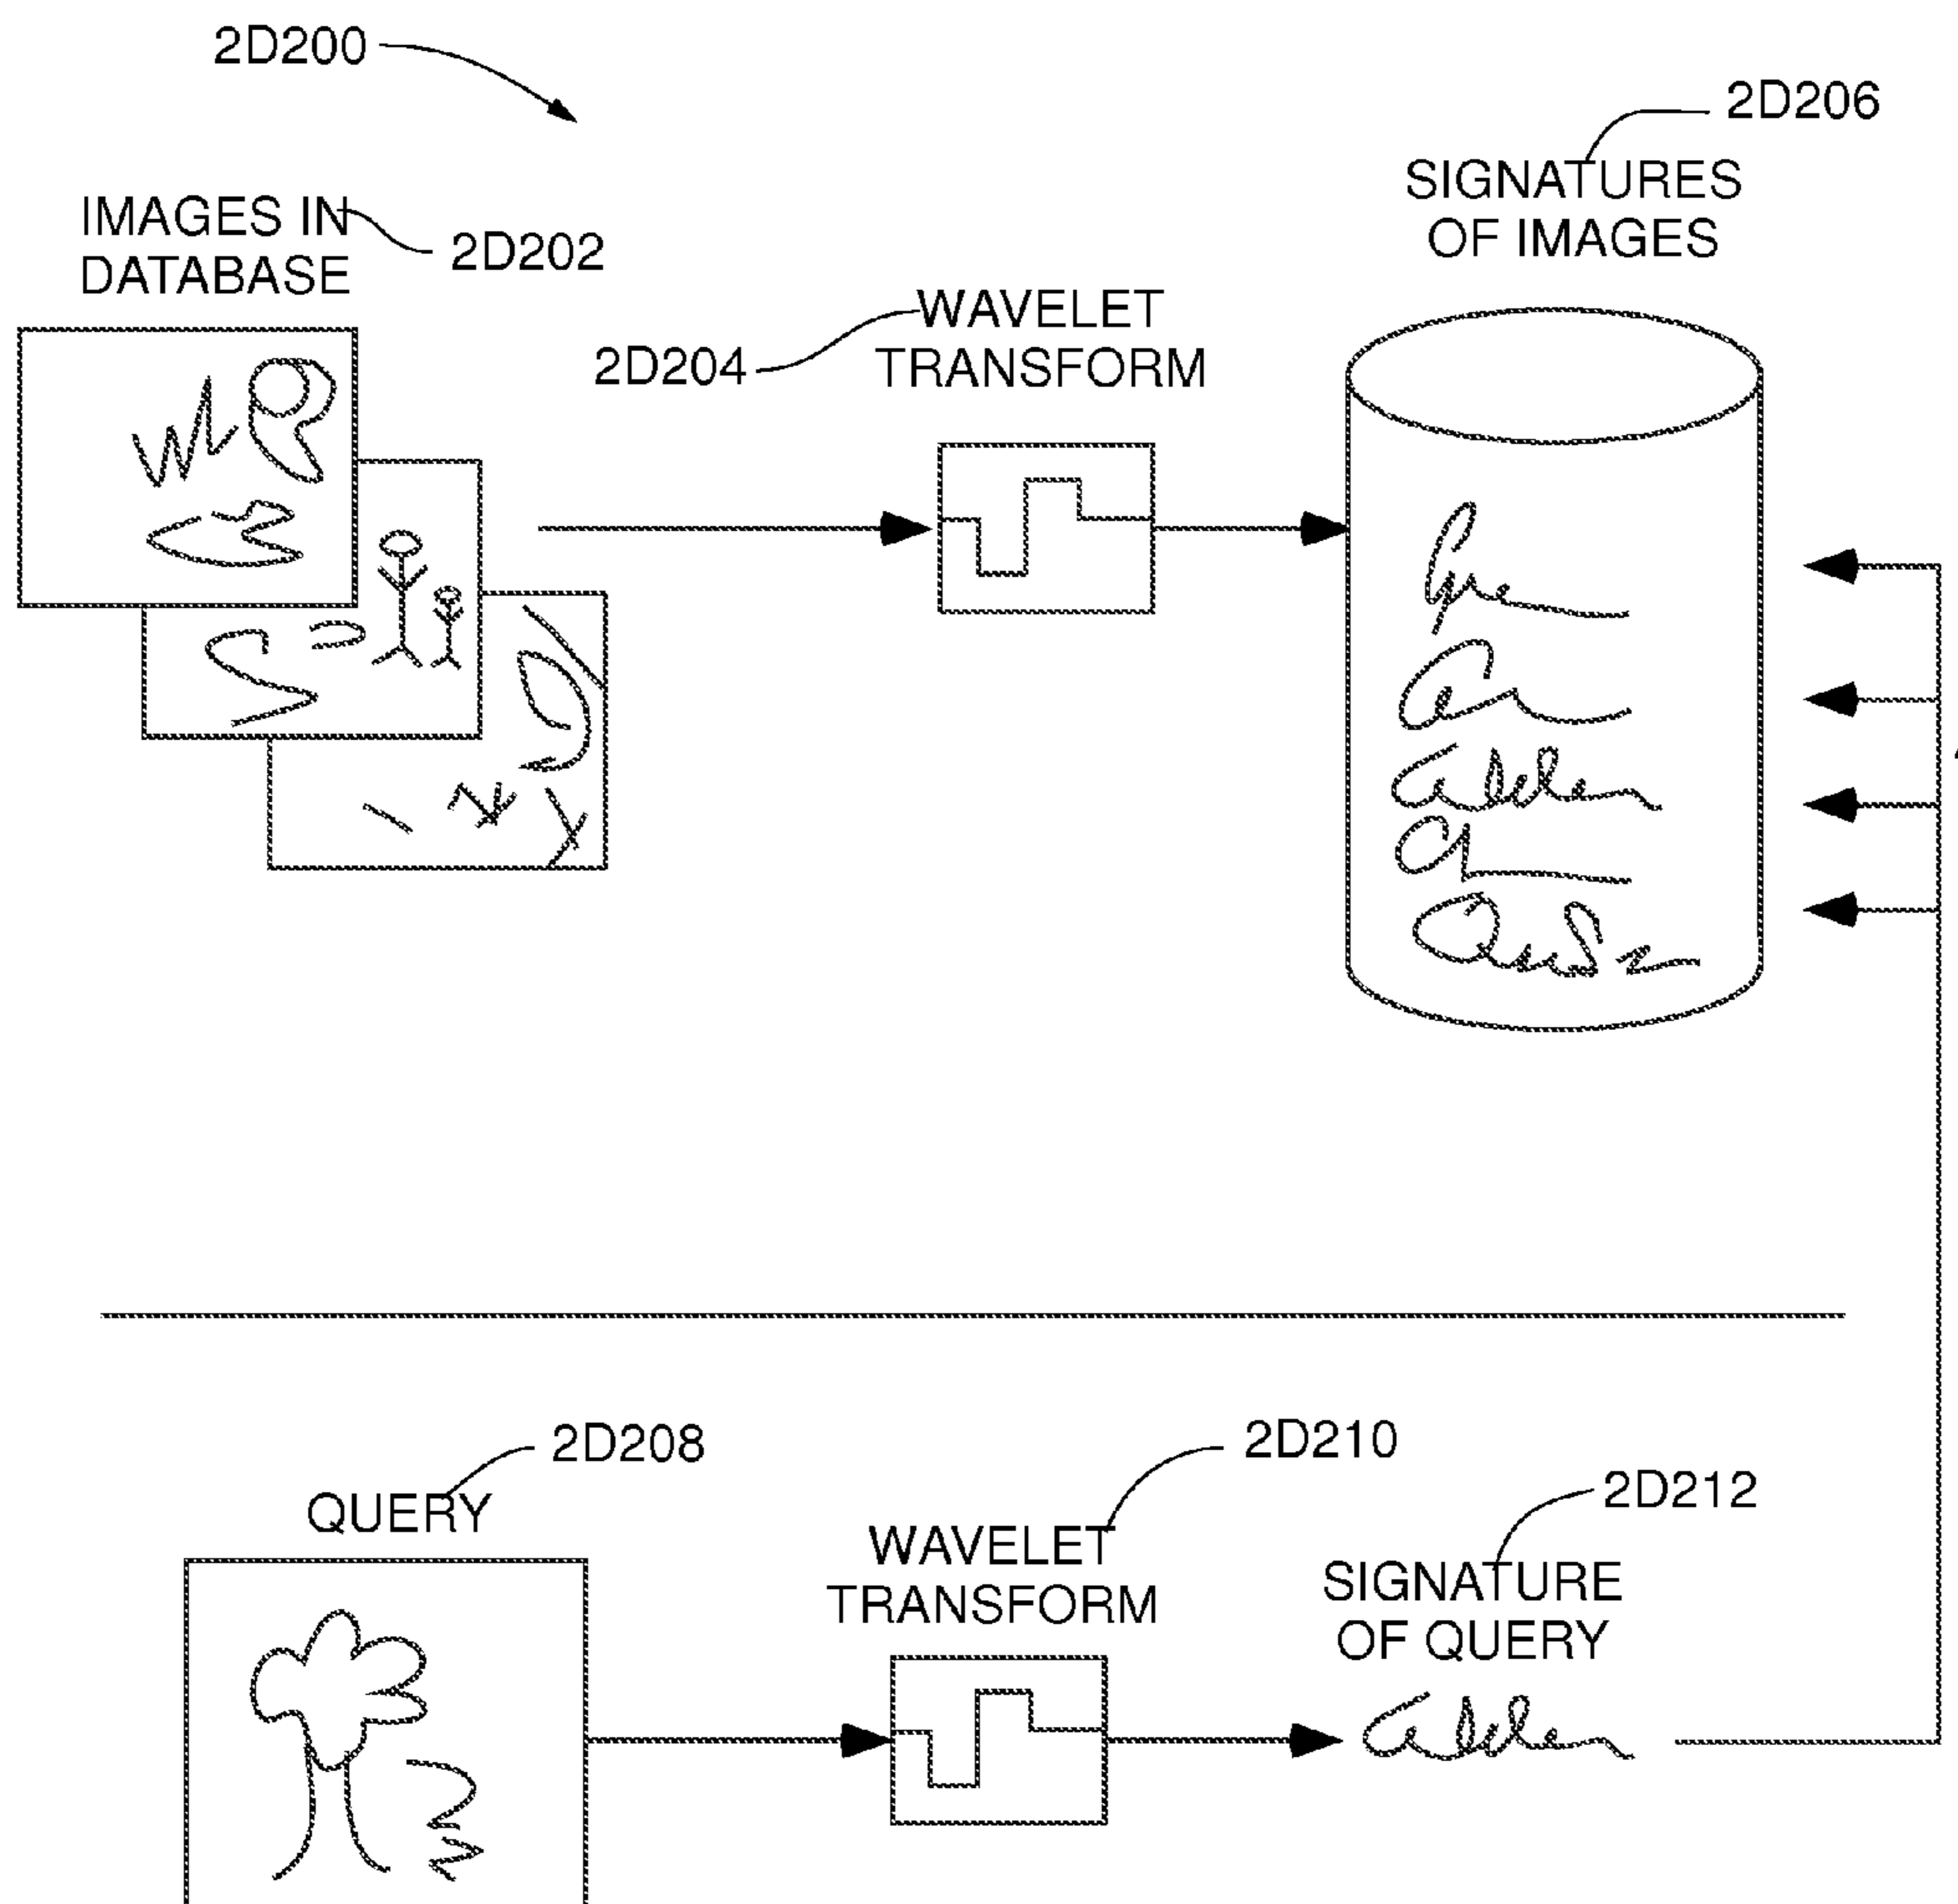 2D200
2D206
SIGNATURES
OF IMAGES
IMAGES IN
DATABASE
2D202
WAVELET
TRANSFORM
2D204
2D208
QUERY
2D210
WAVELET
TRANSFORM
2D212
SIGNATURE
OF QUERY